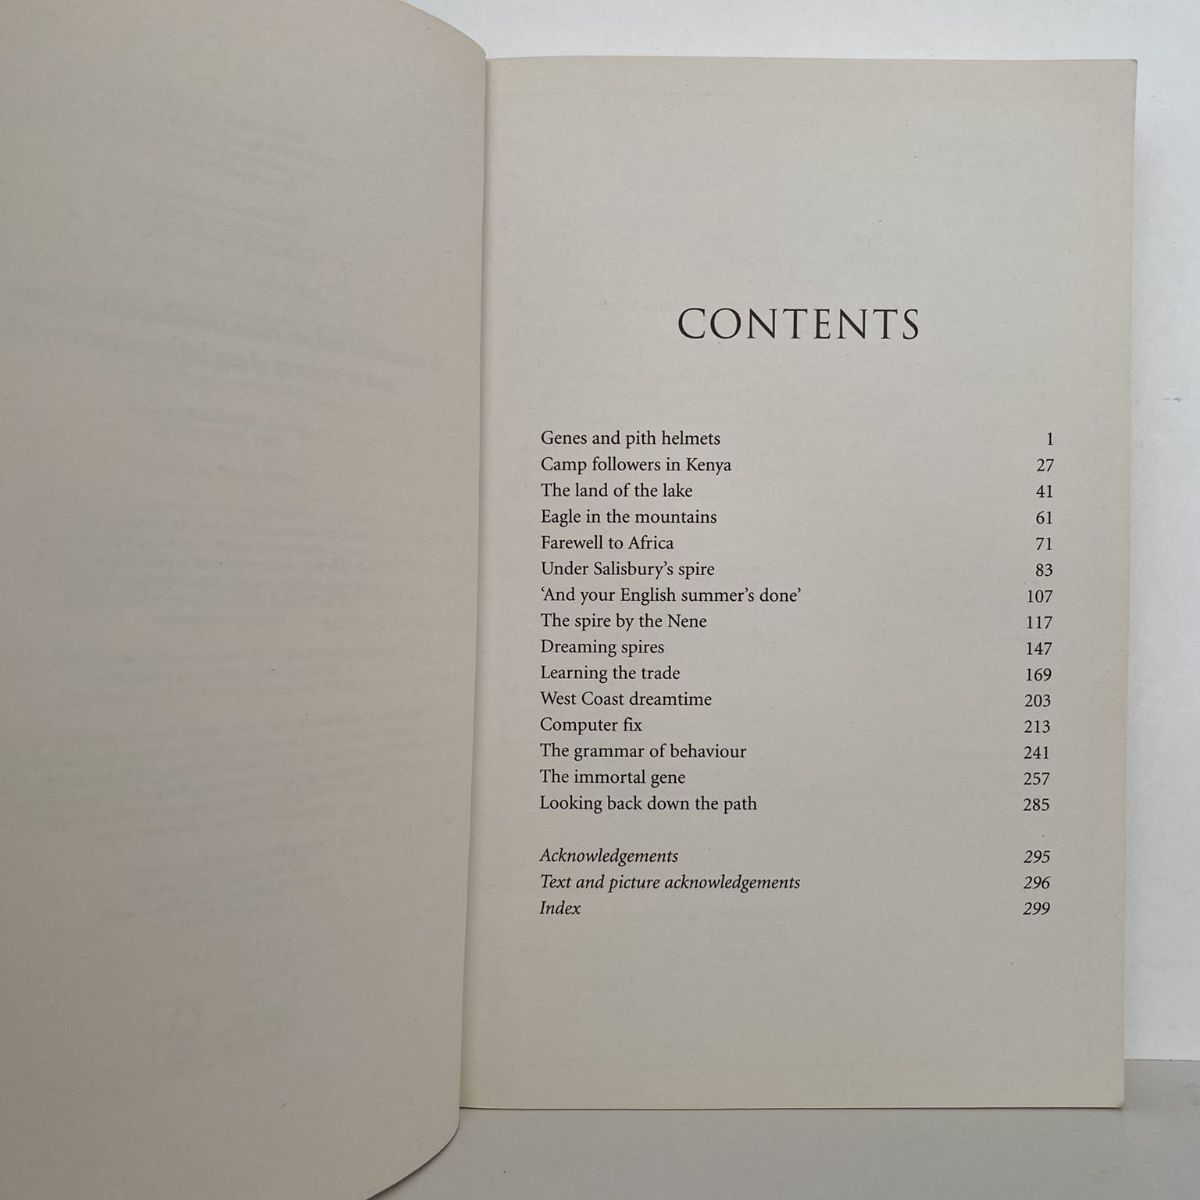 CONTENTS
Genes and pith helmets 1
Camp followers in Kenya 27
The land of the lake 41
Eagle in the mountains 61
Farewell to Africa 71
Under Salisbury’s spire 83
‘And your English summer’s done’ 107
The spire by the Nene 117
Dreaming spires 147
Learning the trade 169
West Coast dreamtime 203
Computer fix 213
The grammar of behaviour 241
The immortal gene 257
Looking back down the path 285
Acknowledgements 295
Text and picture acknowledgements 296
Index 299